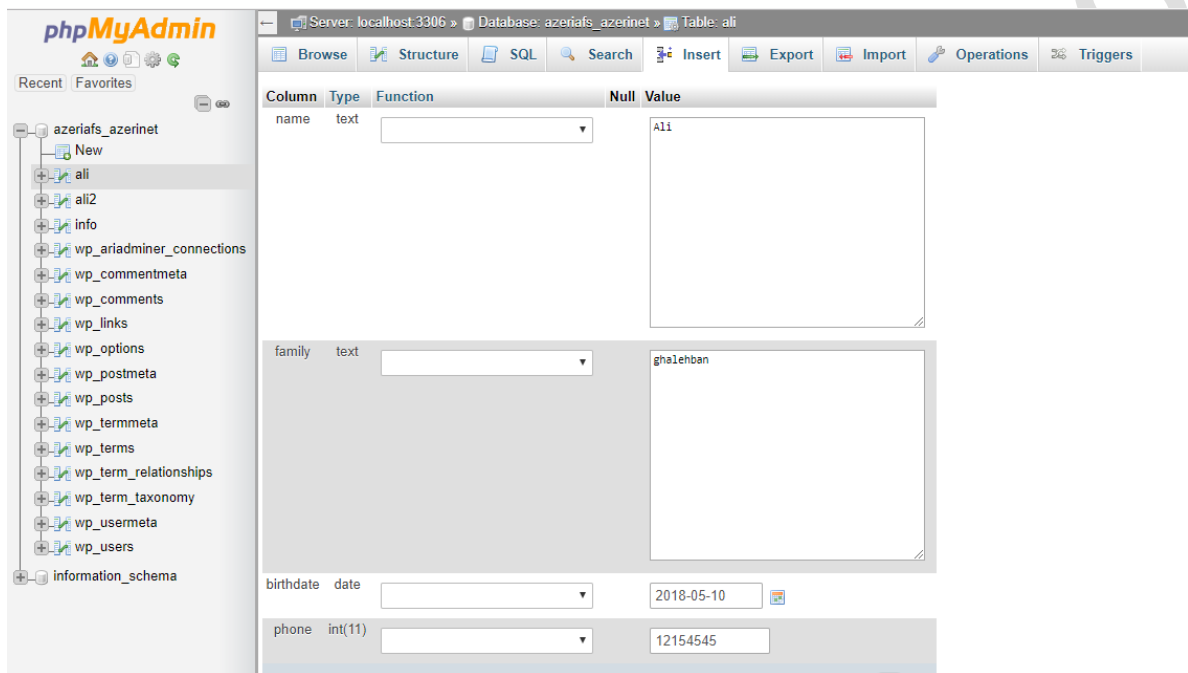 phpMyAdmin
Recent Favorites
azeriafs_azerinet
New
ali
ali2
info
wp_ariadminer_connections
wp_commentmeta
wp_comments
wp_links
wp_options
wp_postmeta
wp_posts
wp_termmeta
wp_terms
wp_term_relationships
wp_term_taxonomy
wp_usermeta
wp_users
information_schema
Server: localhost:3306 » Database: azeriafs_azerinet » Table: ali
Browse Structure SQL Search Insert Export Import Operations Triggers
Column Type Function Null Value
name text Ali
family text ghalehban
birthdate date 2018-05-10
phone int(11) 12154545